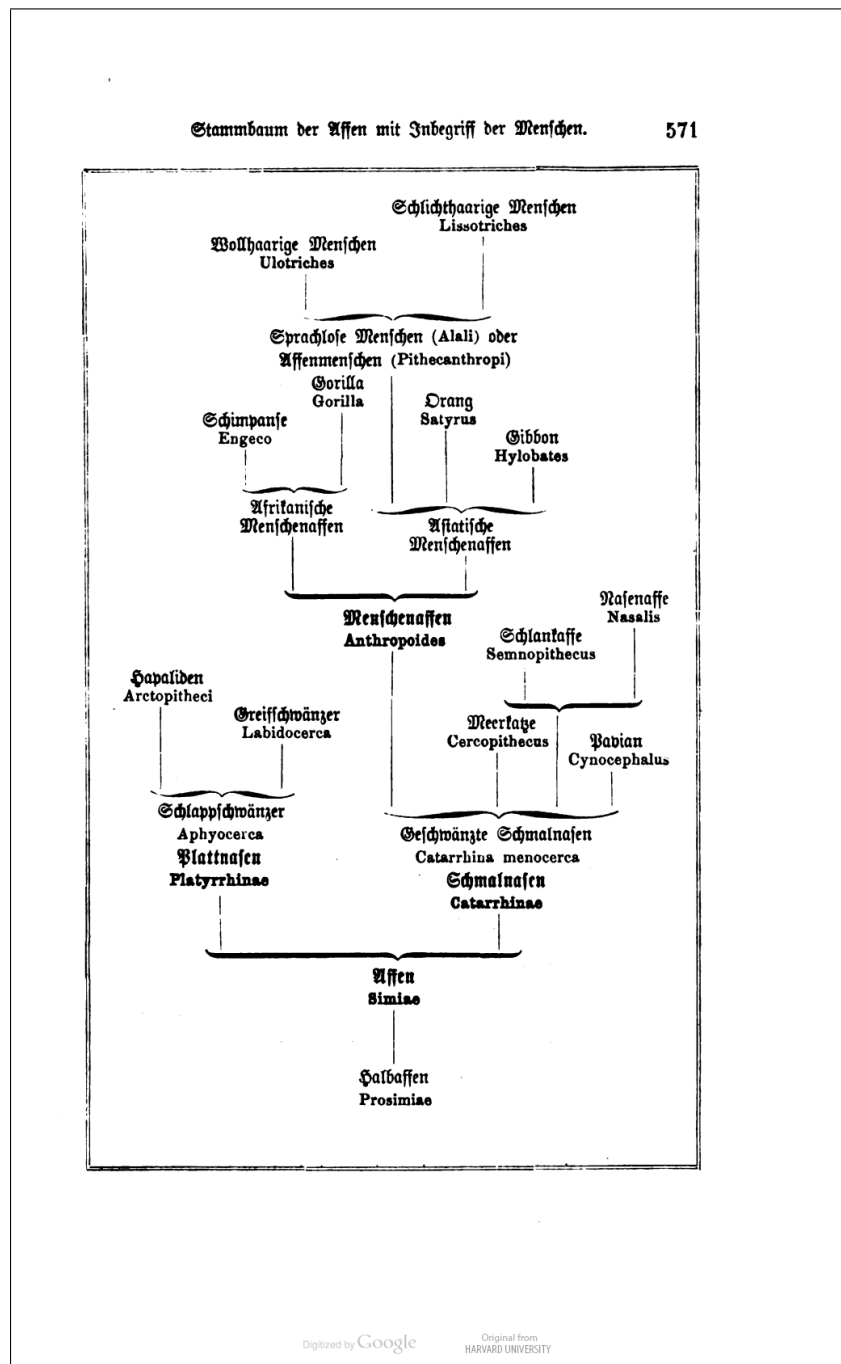 Stammbaum der Affen mit Inbegriff der Menschen. 571
Schlichthaarige Menschen
Lissotriches
Wollhaarige Menschen
Ulotriches
Sprachlose Menschen (Alali) oder
Affenmenschen (Pithecanthropi)
Gorilla
Gorilla
Schimpanse
Engeco
Orang
Satyrus
Gibbon
Hylobates
Afrikanische
Menschenaffen
Asiatische
Menschenaffen
Menschenaffen
Anthropoides
Nasenaffe
Nasalis
Schlankaffe
Semnopithecus
Hapaliden
Arctopitheci
Greifschwänzer
Labidocerca
Meerkatze
Cercopithecus
Pavian
Cynocephalus
Schlappschwänzer
Aphyocerca
Plattnasen
Platyrrhinae
Geschwänzte Schmalnasen
Catarrhina menocerca
Schmalnasen
Catarrhinae
Affen
Simiae
Halbaffen
Prosimiae
Digitized by Google
Original from
HARVARD UNIVERSITY